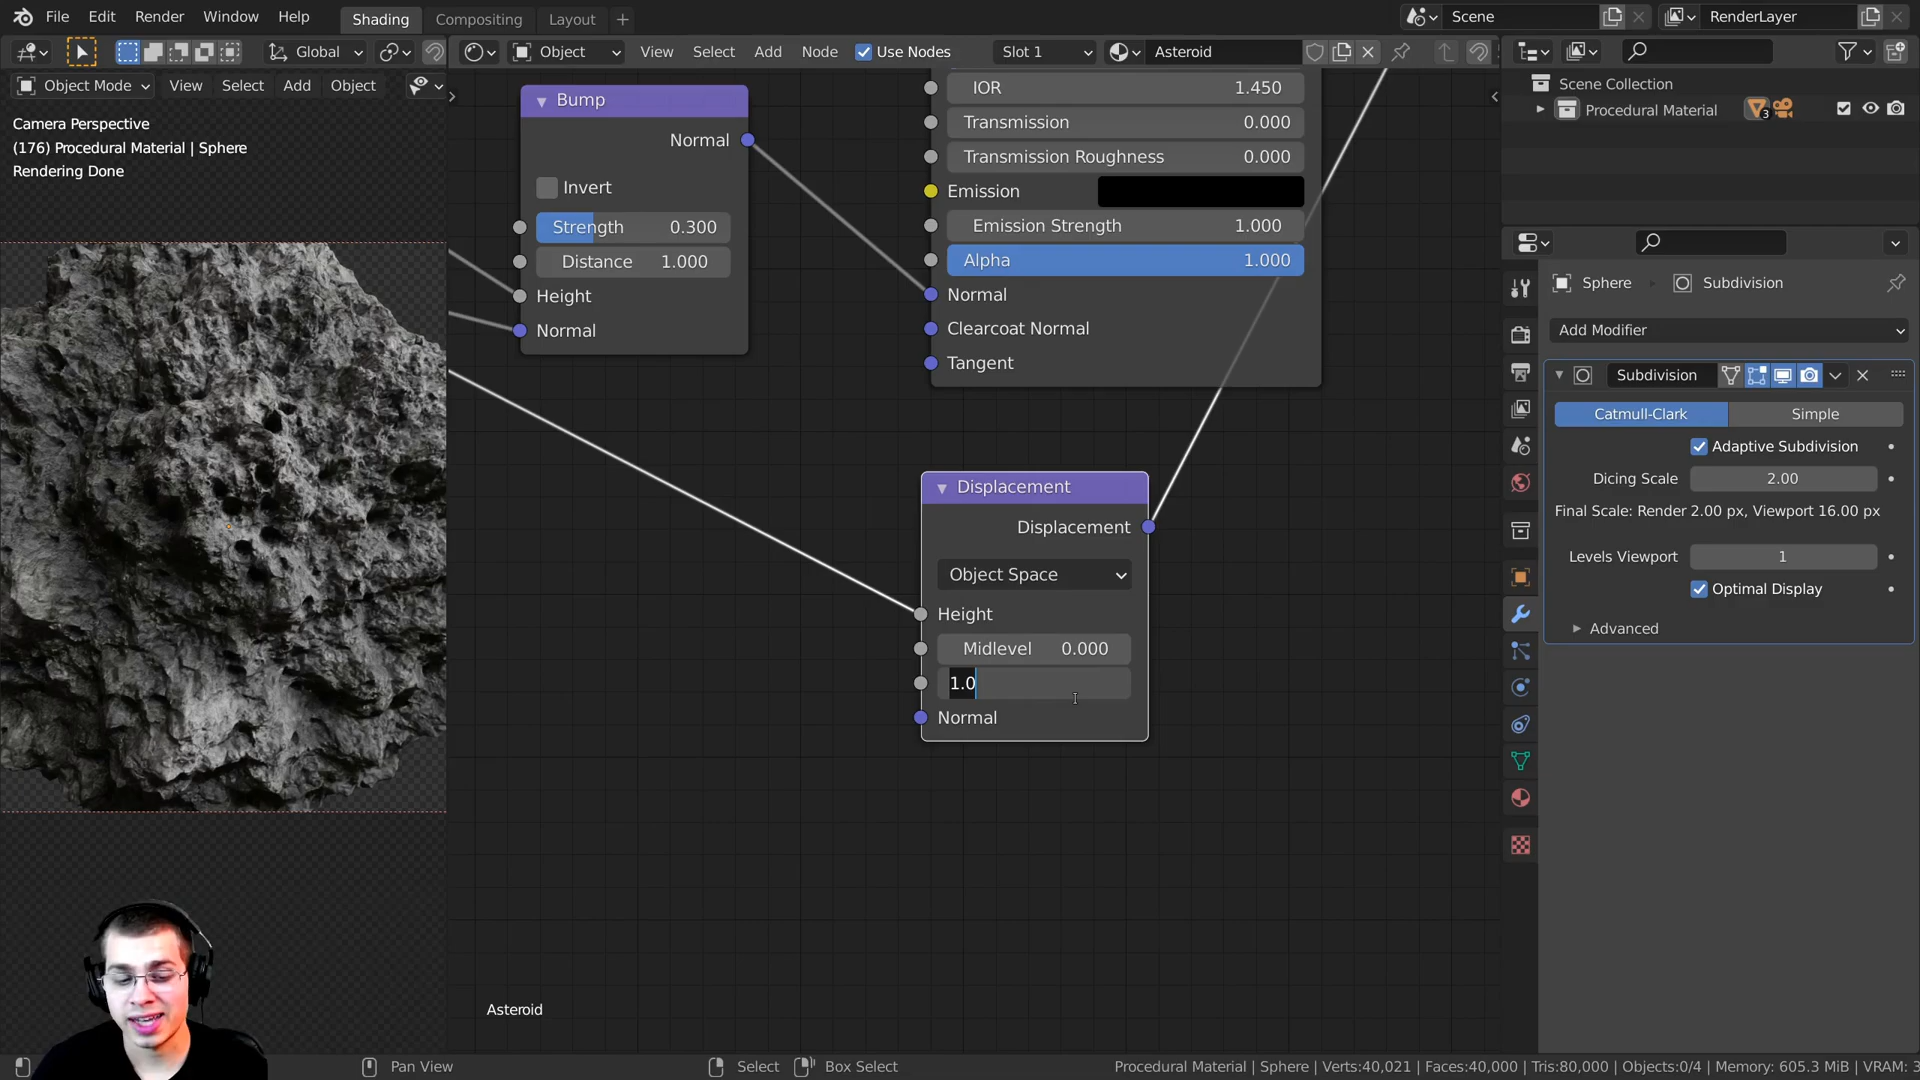 File Edit Render Window Help Shading Compositing Layout + Scene RenderLayer
Global Object View Select Add Node Use Nodes Slot 1 Asteroid
Object Mode View Select Add Object
Camera Perspective
(176) Procedural Material | Sphere
Rendering Done
Bump
Normal
Invert
Strength 0.300
Distance 1.000
Height
Normal
IOR 1.450
Transmission 0.000
Transmission Roughness 0.000
Emission
Emission Strength 1.000
Alpha 1.000
Normal
Clearcoat Normal
Tangent
Displacement
Displacement
Object Space
Height
Midlevel 0.000
1.0
Normal
Asteroid
Scene Collection
Procedural Material 3
Sphere Subdivision
Add Modifier
Subdivision
Catmull-Clark Simple
Adaptive Subdivision
Dicing Scale 2.00
Final Scale: Render 2.00 px, Viewport 16.00 px
Levels Viewport 1
Optimal Display
Advanced
Pan View Select Box Select Procedural Material | Sphere | Verts:40,021 | Faces:40,000 | Tris:80,000 | Objects:0/4 | Memory: 605.3 MiB | VRAM: 3